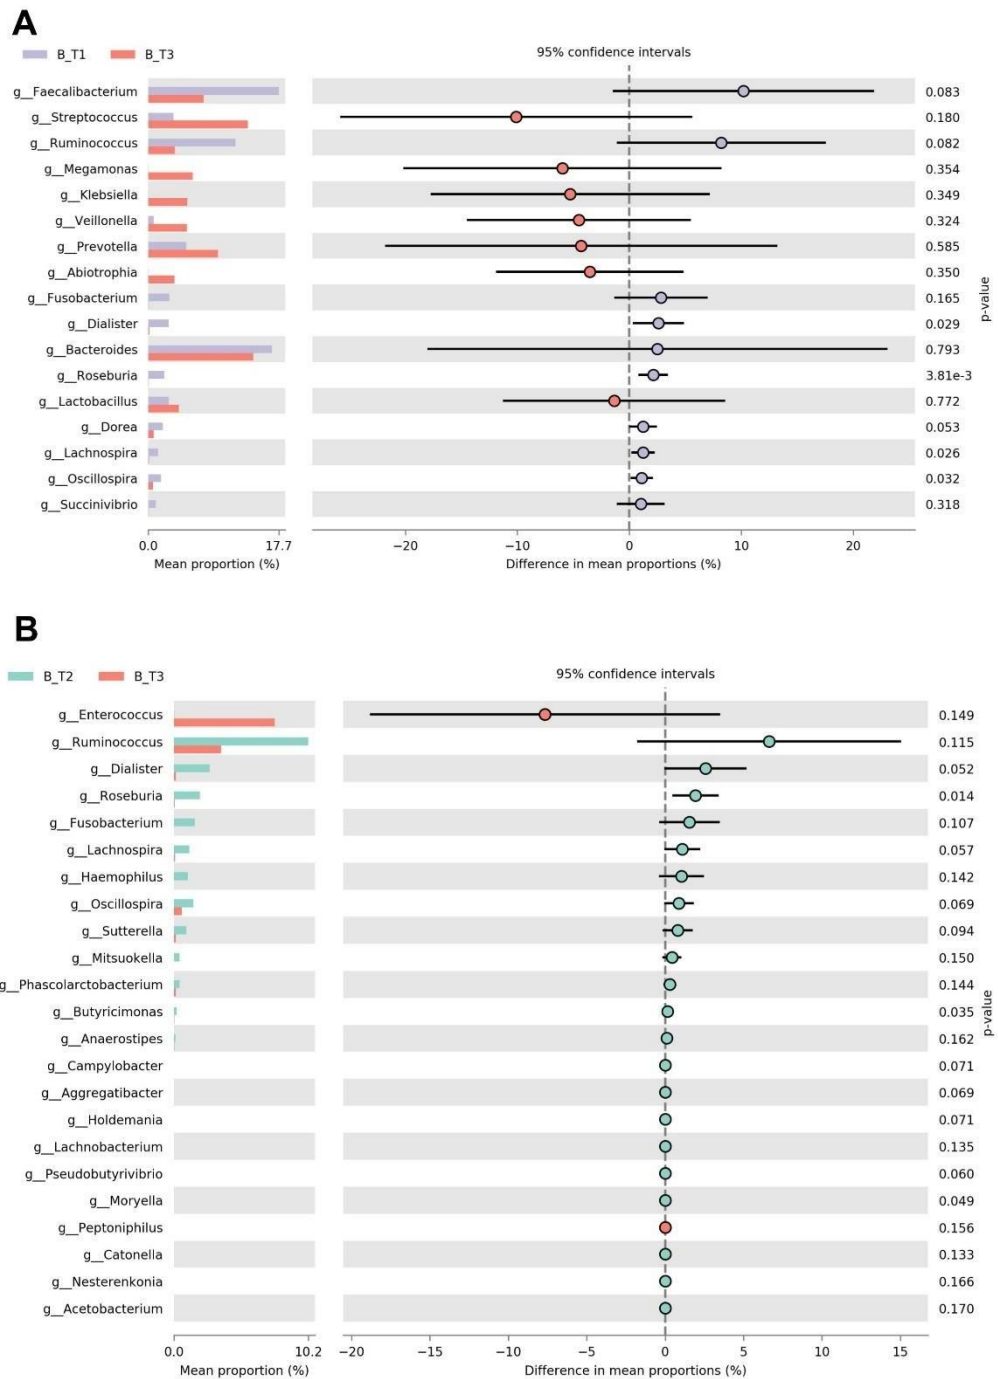 A
B_T1 B_T3
95% confidence intervals
g__Faecalibacterium 0.083
g__Streptococcus 0.180
g__Ruminococcus 0.082
g__Megamonas 0.354
g__Klebsiella 0.349
g__Veillonella 0.324
g__Prevotella 0.585
g__Abiotrophia 0.350
g__Fusobacterium 0.165
g__Dialister 0.029
g__Bacteroides 0.793
g__Roseburia 3.81e-3
g__Lactobacillus 0.772
g__Dorea 0.053
g__Lachnospira 0.026
g__Oscillospira 0.032
g__Succinivibrio 0.318
p-value
0.0 17.7 −20 −10 0 10 20
Mean proportion (%) Difference in mean proportions (%)
B
B_T2 B_T3
95% confidence intervals
g__Enterococcus 0.149
g__Ruminococcus 0.115
g__Dialister 0.052
g__Roseburia 0.014
g__Fusobacterium 0.107
g__Lachnospira 0.057
g__Haemophilus 0.142
g__Oscillospira 0.069
g__Sutterella 0.094
g__Mitsuokella 0.150
g__Phascolarctobacterium 0.144
g__Butyricimonas 0.035
g__Anaerostipes 0.162
g__Campylobacter 0.071
g__Aggregatibacter 0.069
g__Holdemania 0.071
g__Lachnobacterium 0.135
g__Pseudobutyrivibrio 0.060
g__Moryella 0.049
g__Peptoniphilus 0.156
g__Catonella 0.133
g__Nesterenkonia 0.166
g__Acetobacterium 0.170
p-value
0.0 10.2 −20 −15 −10 −5 0 5 10 15
Mean proportion (%) Difference in mean proportions (%)